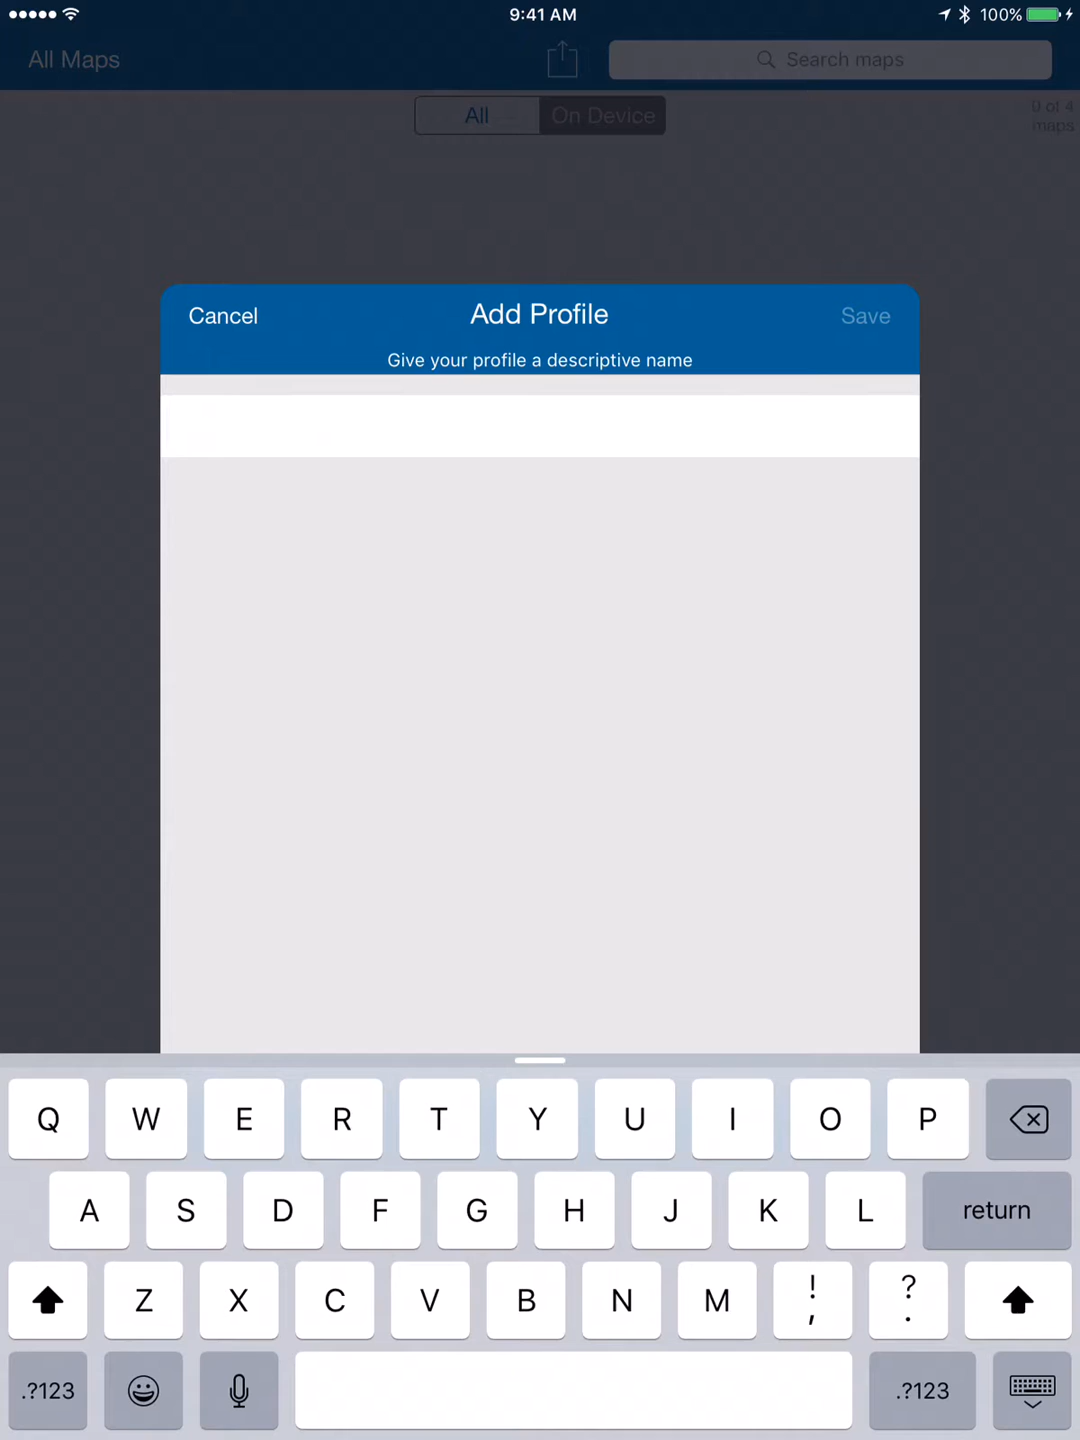 9:41 AM
100%
All Maps
Search maps
All
On Device
0 of 4
maps
Cancel
Add Profile
Save
Give your profile a descriptive name
Q W E R T Y U I O P
A S D F G H J K L return
Z X C V B N M ! , ? .
.?123 .?123